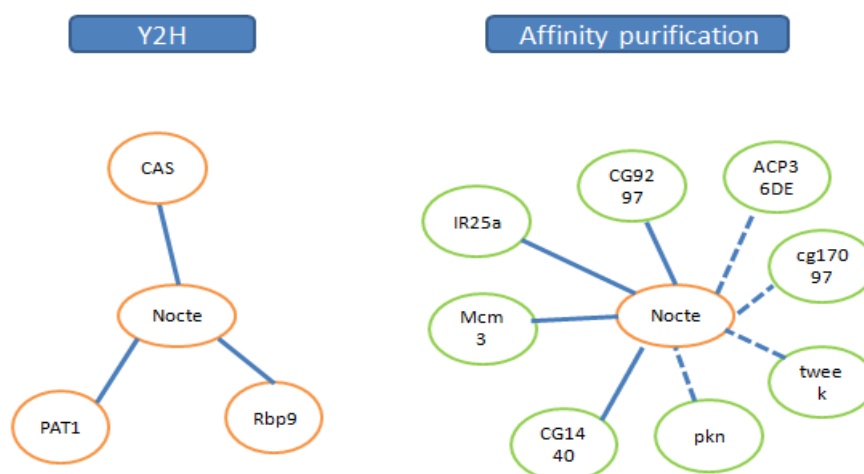 Y2H
CAS
Nocte
PAT1
Rbp9
Affinity purification
CG92
97
ACP3
6DE
IR25a
cg170
97
Mcm
3
Nocte
twee
k
CG14
40
pkn